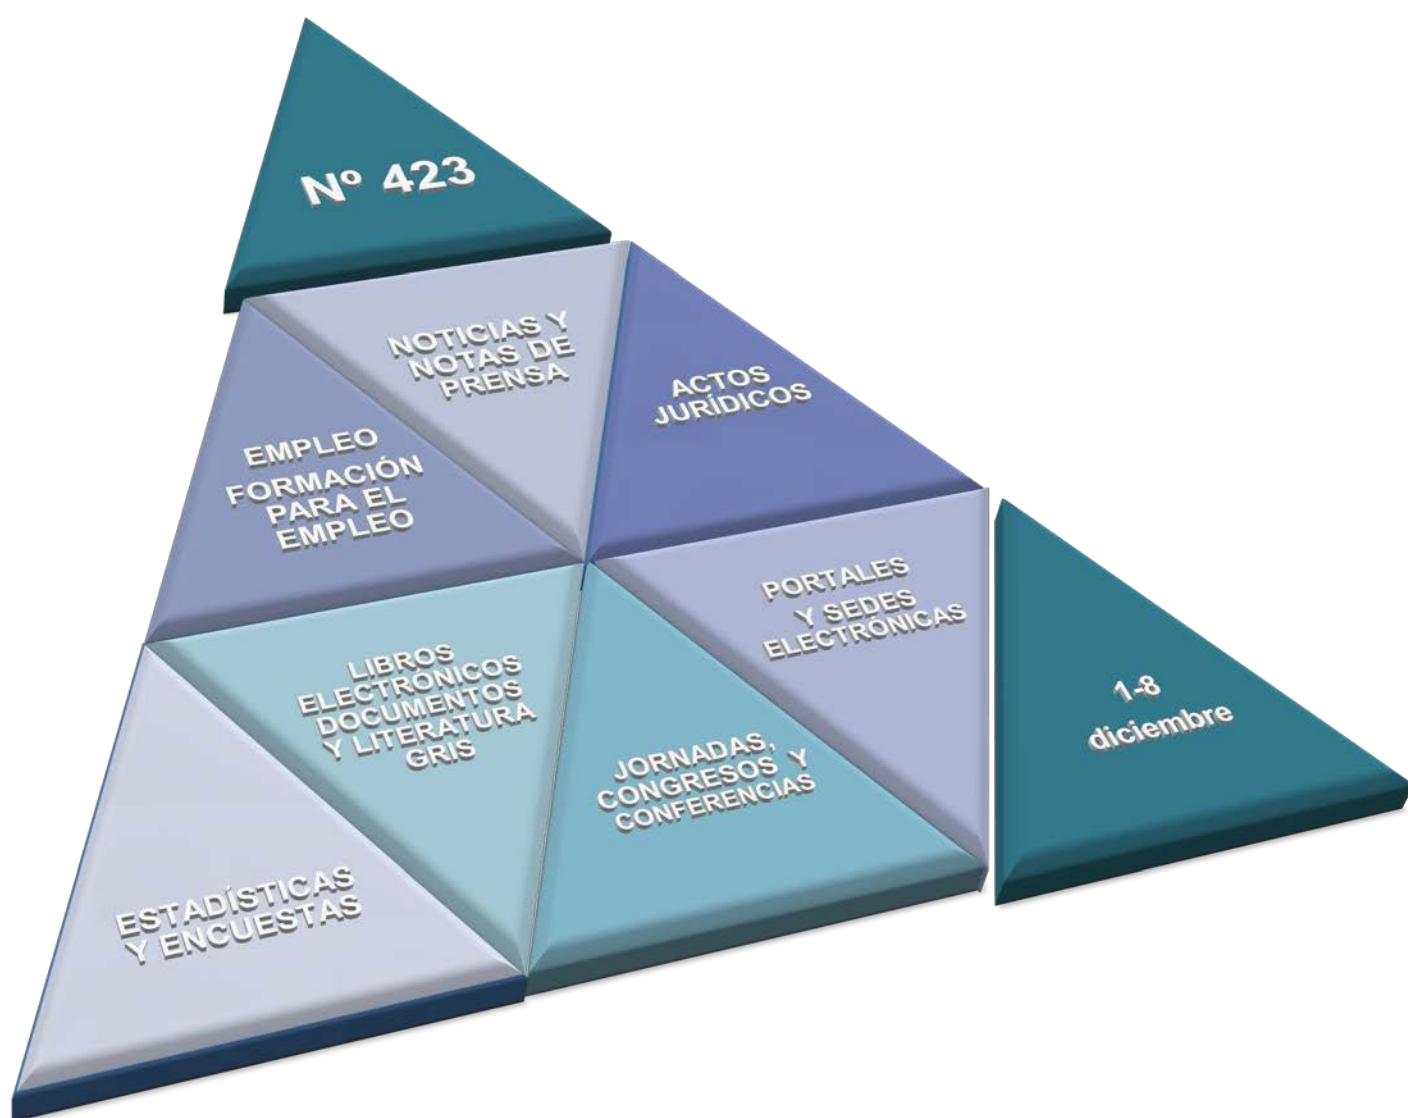 Nº 423
NOTICIAS Y
NOTAS DE
PRENSA
ACTOS
JURÍDICOS
EMPLEO
FORMACIÓN
PARA EL
EMPLEO
PORTALES
Y SEDES
ELECTRÓNICAS
LIBROS
ELECTRÓNICOS
DOCUMENTOS
Y LITERATURA
GRIS
JORNADAS,
CONGRESOS Y
CONFERENCIAS
1-8
diciembre
ESTADÍSTICAS
Y ENCUESTAS